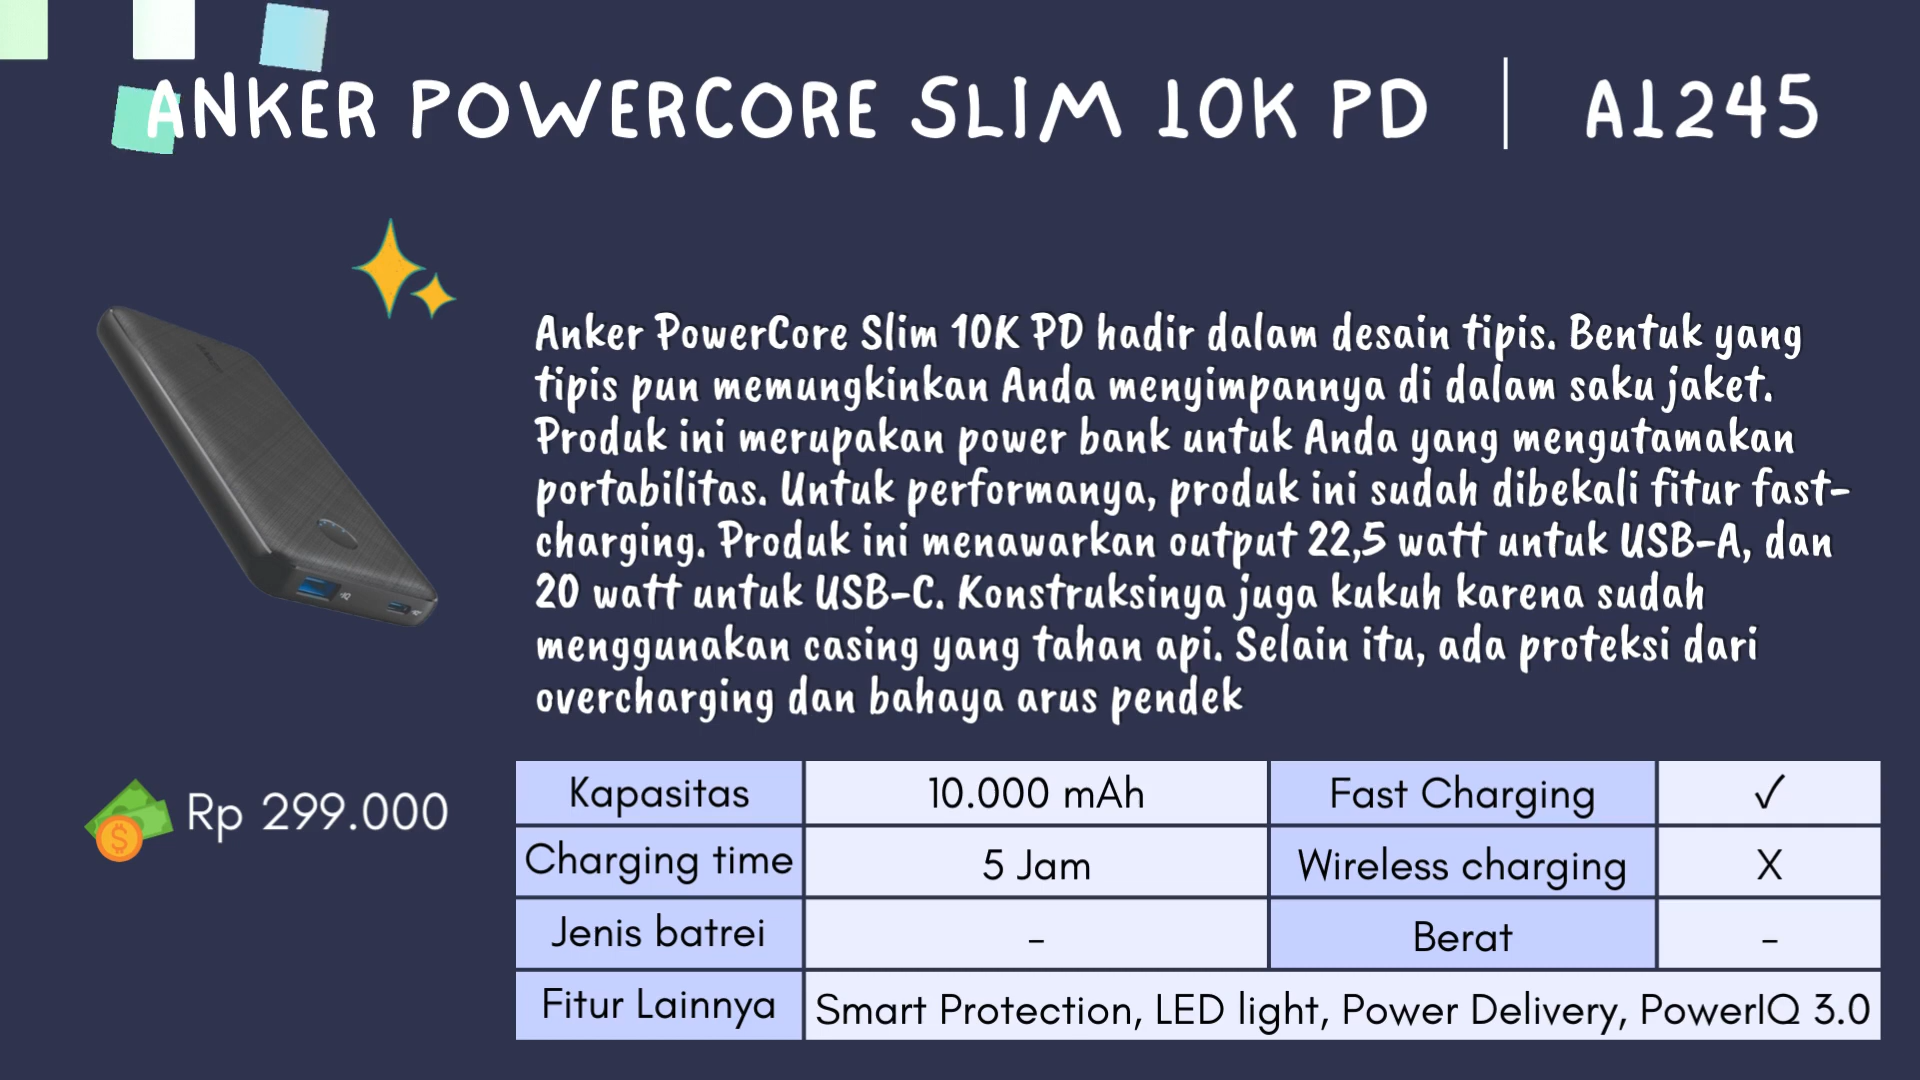 ANKER POWERCORE SLIM 10K PD | A1245
Anker PowerCore Slim 10K PD hadir dalam desain tipis. Bentuk yang
tipis pun memungkinkan Anda menyimpannya di dalam saku jaket.
Produk ini merupakan power bank untuk Anda yang mengutamakan
portabilitas. Untuk performanya, produk ini sudah dibekali fitur fast-
charging. Produk ini menawarkan output 22,5 watt untuk USB-A, dan
20 watt untuk USB-C. Konstruksinya juga kukuh karena sudah
menggunakan casing yang tahan api. Selain itu, ada proteksi dari
overcharging dan bahaya arus pendek
Rp 299.000
Kapasitas 10.000 mAh Fast Charging ✓
Charging time 5 Jam Wireless charging X
Jenis batrei - Berat -
Fitur Lainnya Smart Protection, LED light, Power Delivery, PowerIQ 3.0